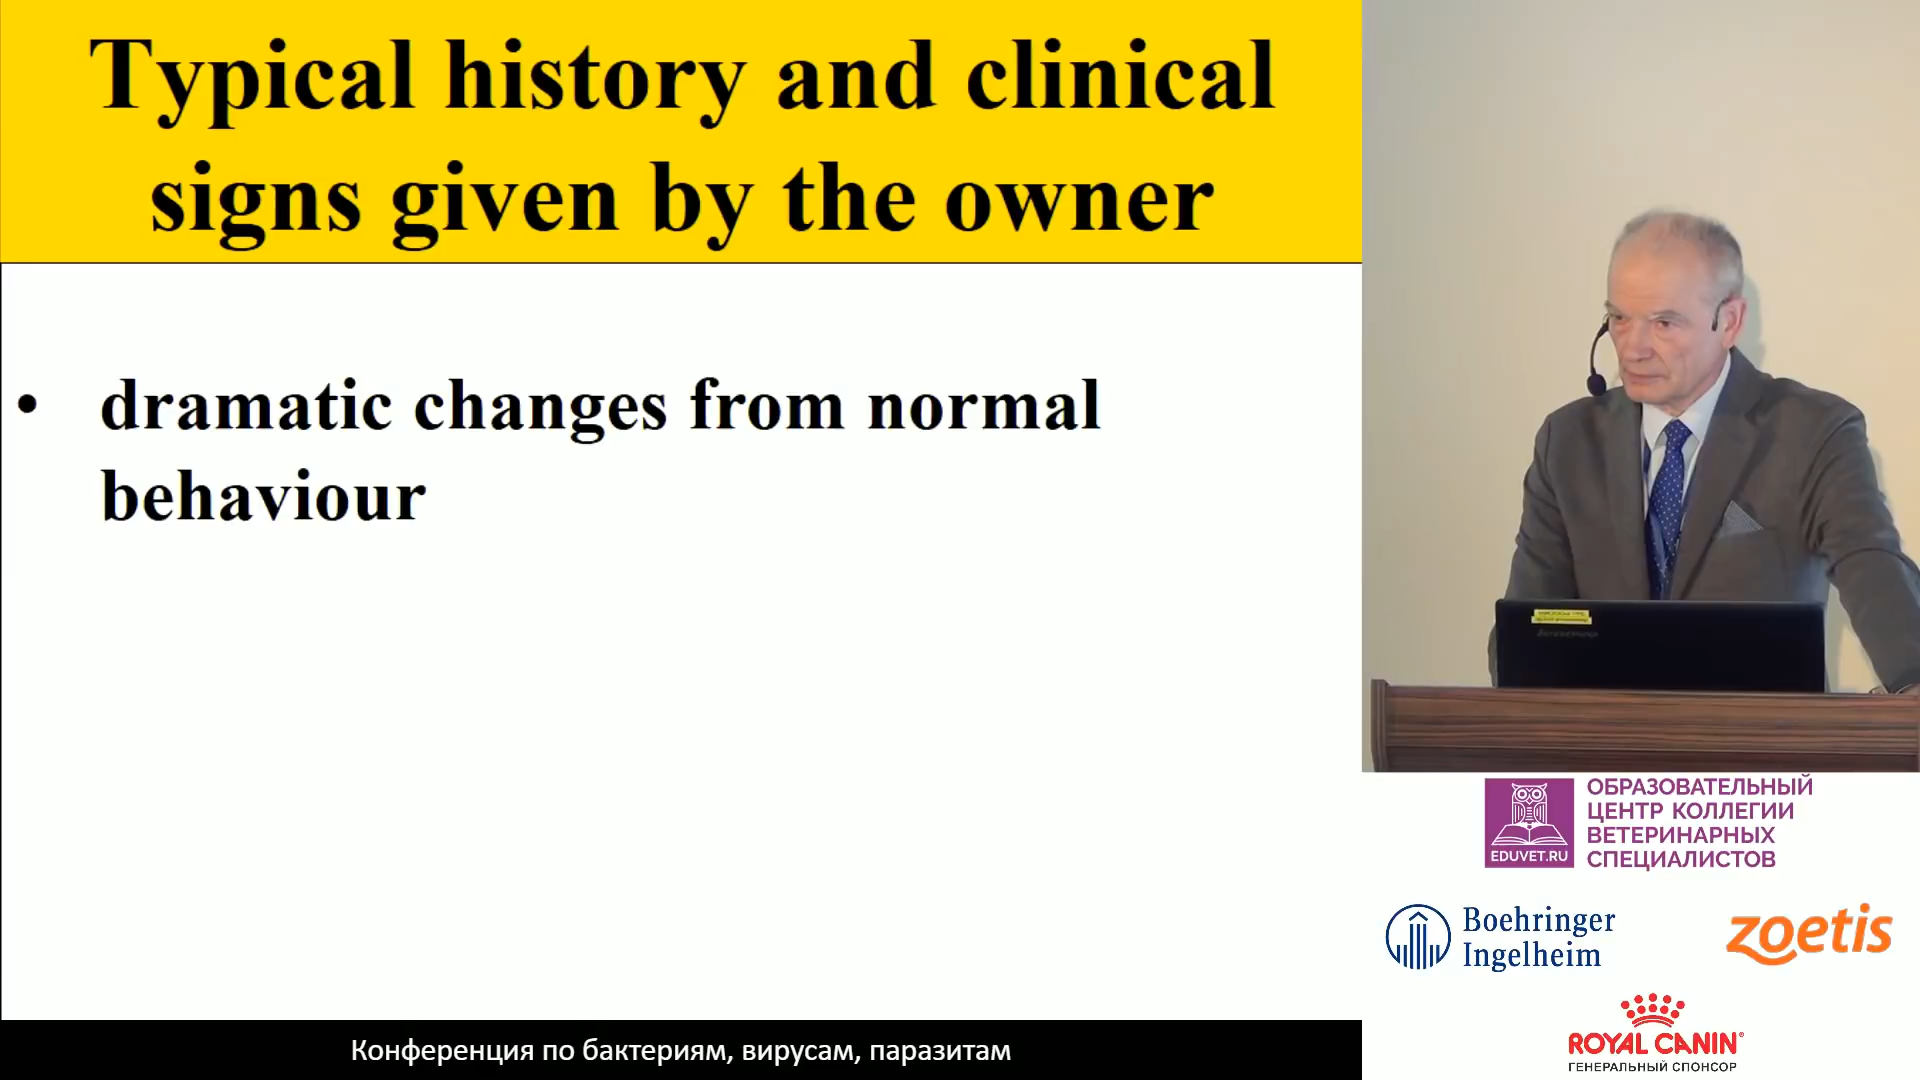 Typical history and clinical
signs given by the owner
• dramatic changes from normal
behaviour
Конференция по бактериям, вирусам, паразитам
EDUVET.RU
ОБРАЗОВАТЕЛЬНЫЙ
ЦЕНТР КОЛЛЕГИИ
ВЕТЕРИНАРНЫХ
СПЕЦИАЛИСТОВ
Boehringer
Ingelheim
zoetis
ROYAL CANIN
ГЕНЕРАЛЬНЫЙ СПОНСОР